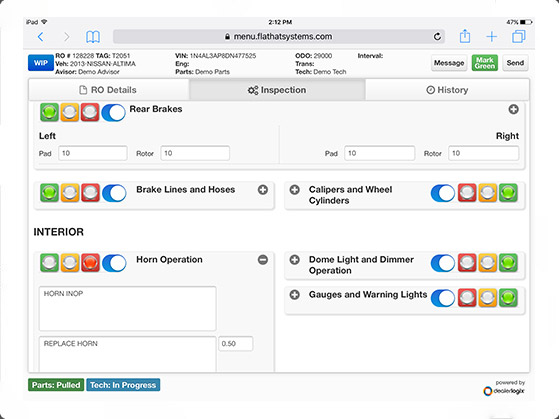 iPad 2:12 PM 47%
menu.flathatsystems.com
WIP
RO # 128228 TAG: T2051
Veh: 2013-NISSAN-ALTIMA
Avisor: Demo Advisor
VIN: 1N4AL3AP8DN477525
Eng:
Parts: Demo Parts
ODO: 29000
Trans:
Tech: Demo Tech
Interval:
Message
Mark Green
Send
RO Details
Inspection
History
Rear Brakes
Left
Right
Pad 10 Rotor 10
Pad 10 Rotor 10
Brake Lines and Hoses
Calipers and Wheel
Cylinders
INTERIOR
Horn Operation
Dome Light and Dimmer
Operation
HORN INOP
Gauges and Warning Lights
REPLACE HORN
0.50
Parts: Pulled
Tech: In Progress
powered by
dealerlogix